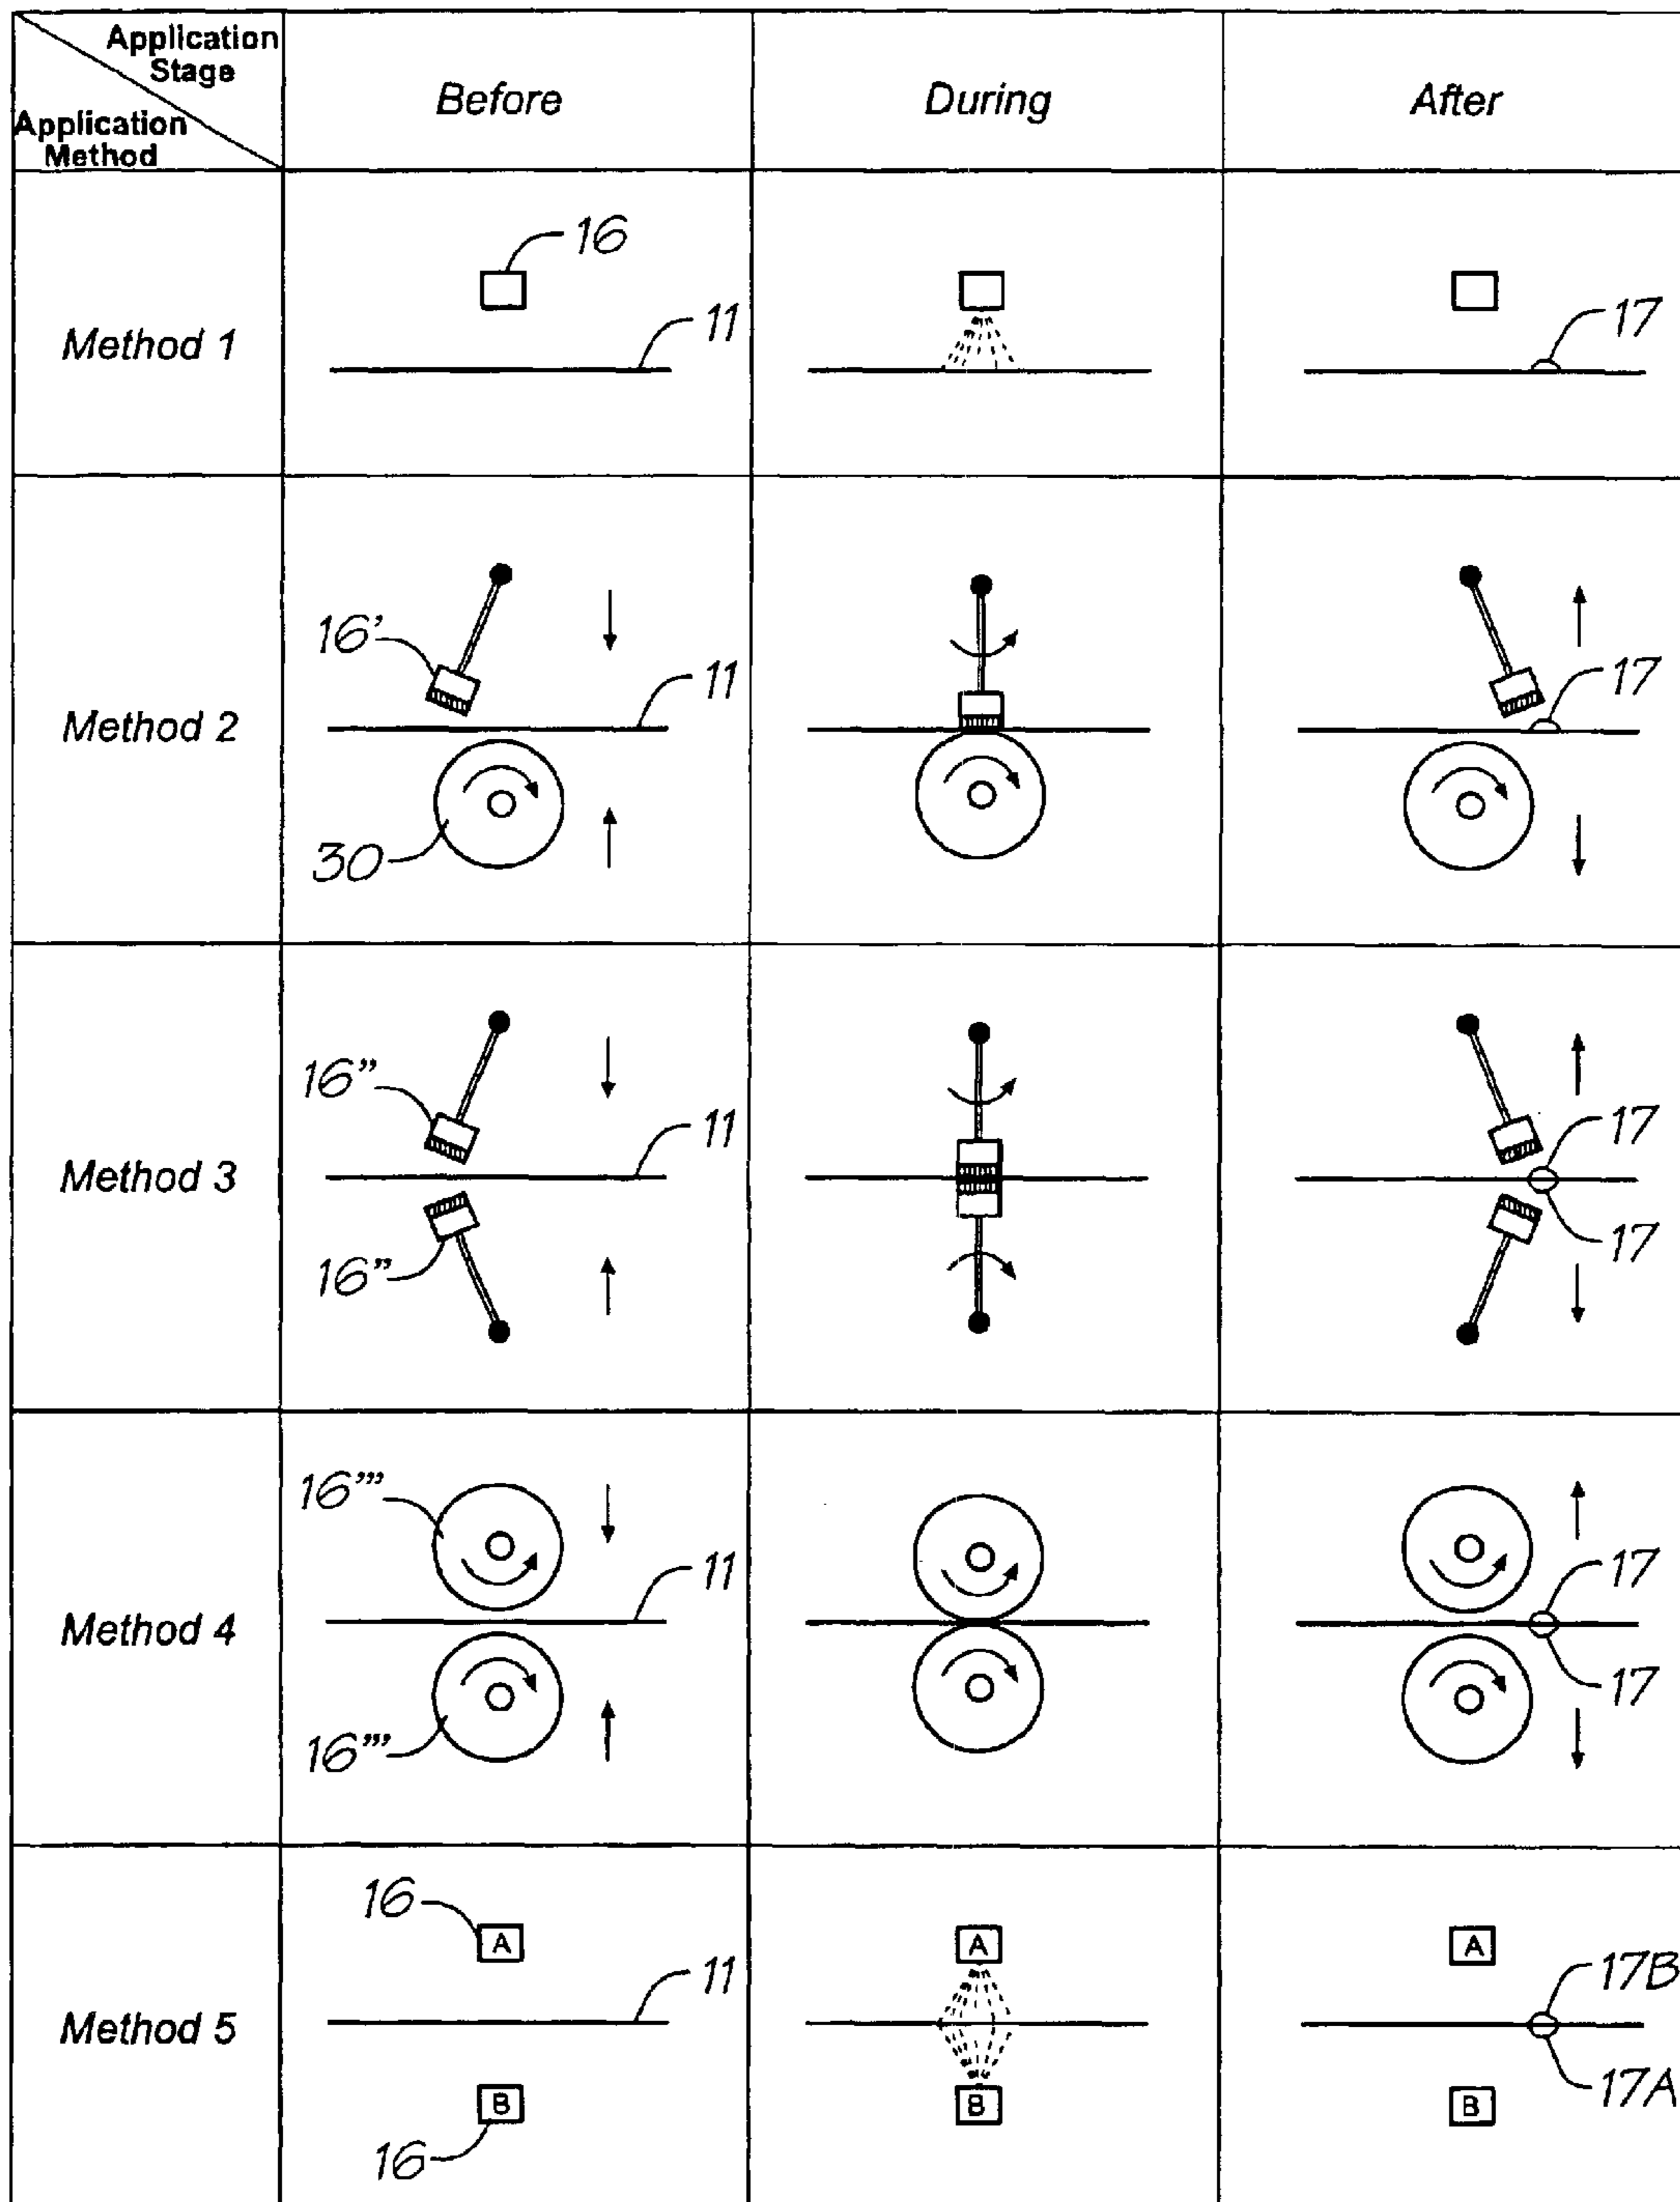 Application
Stage
Application
Method
Before
During
After
Method 1
16
11
17
Method 2
16'
11
30
17
Method 3
16”
11
16”
17
17
Method 4
16”’
11
16”’
17
17
Method 5
16
A
11
B
16
A
B
A
17B
17A
B